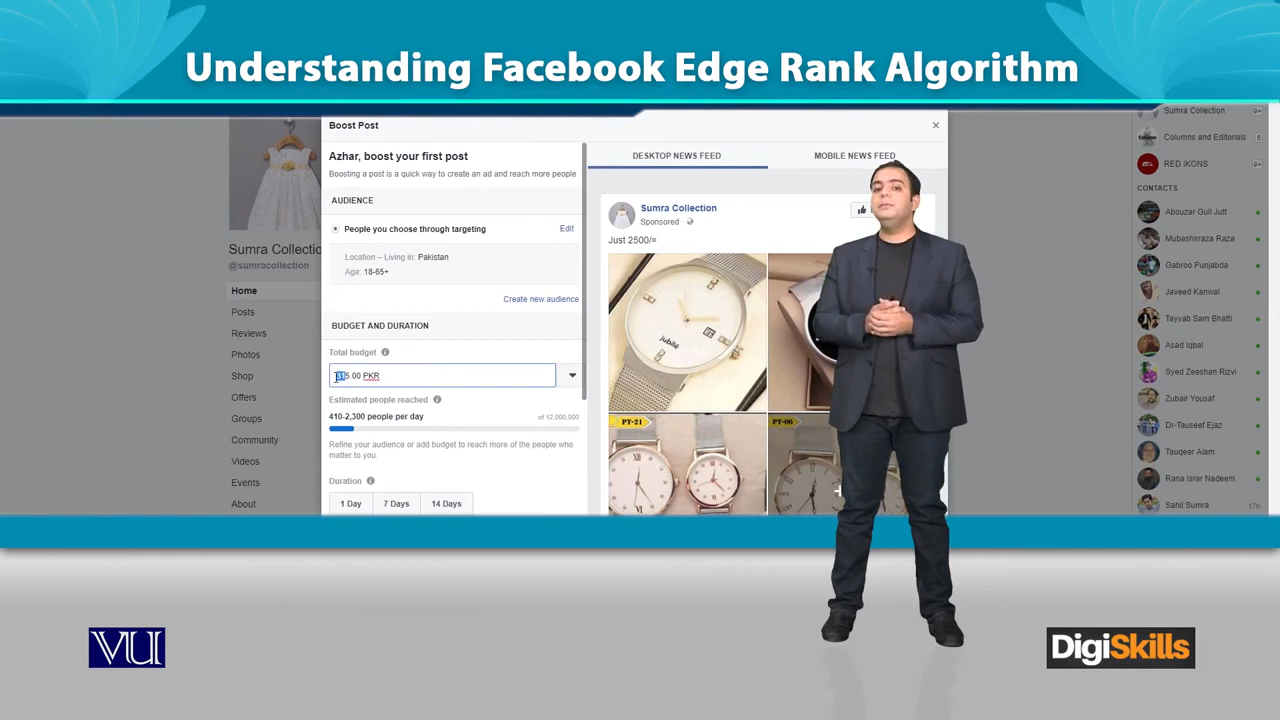 Understanding Facebook Edge Rank Algorithm
Boost Post
×
Azhar, boost your first post
Boosting a post is a quick way to create an ad and reach more people
AUDIENCE
People you choose through targeting
Edit
Location – Living in: Pakistan
Age: 18-65+
Create new audience
BUDGET AND DURATION
Total budget
5.00 PKR
Estimated people reached
410-2,300 people per day
of 12,000,000
Refine your audience or add budget to reach more of the people who
matter to you.
Duration
1 Day
7 Days
14 Days
DESKTOP NEWS FEED
MOBILE NEWS FEED
Sumra Collection
Sponsored ·
Just 2500/=
Jubilé
PT-21
PT-06
Sumra Collectio
@sumracollection
Home
Posts
Reviews
Photos
Shop
Offers
Groups
Community
Videos
Events
About
Sumra Collection 9+
Columns and Editorials 6
RED IKONS 9+
CONTACTS
Abouzar Gull Jutt
Mubashirraza Raza
Gabroo Punjabda
Javeed Kanwal
Tayyab Sam Bhatti
Asad Iqbal
Syed Zeeshan Rizvi
Zubair Yousaf
Dr-Tauseef Ejaz
Tauqeer Alam
Rana Israr Nadeem
Sahil Sumra 17h
VU
DigiSkills